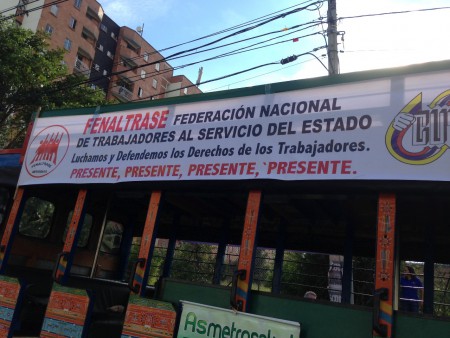 FENALTRASE FEDERACIÓN NACIONAL
DE TRABAJADORES AL SERVICIO DEL ESTADO
Luchamos y Defendemos los Derechos de los Trabajadores.
PRESENTE, PRESENTE, PRESENTE, PRESENTE.